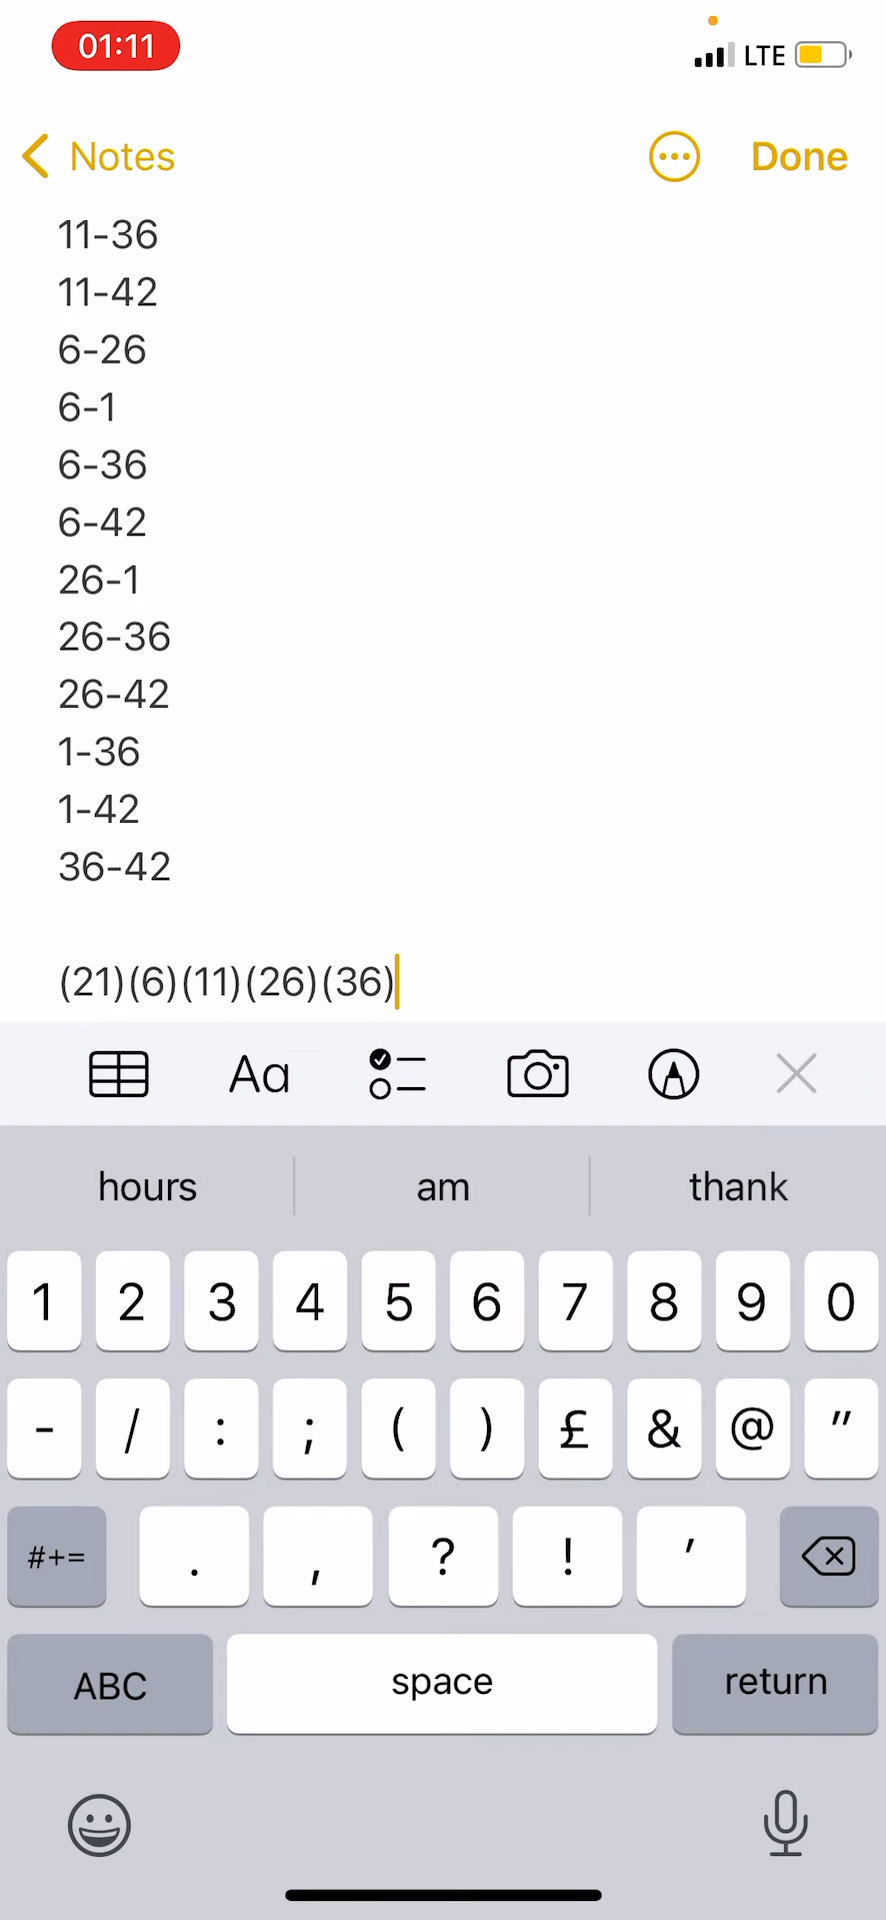 01:11
LTE
Notes
Done
11-36
11-42
6-26
6-1
6-36
6-42
26-1
26-36
26-42
1-36
1-42
36-42
(21)(6)(11)(26)(36)
Aa
hours am thank
1 2 3 4 5 6 7 8 9 0
- / : ; ( ) £ & @ "
#+= . , ? ! '
ABC space return